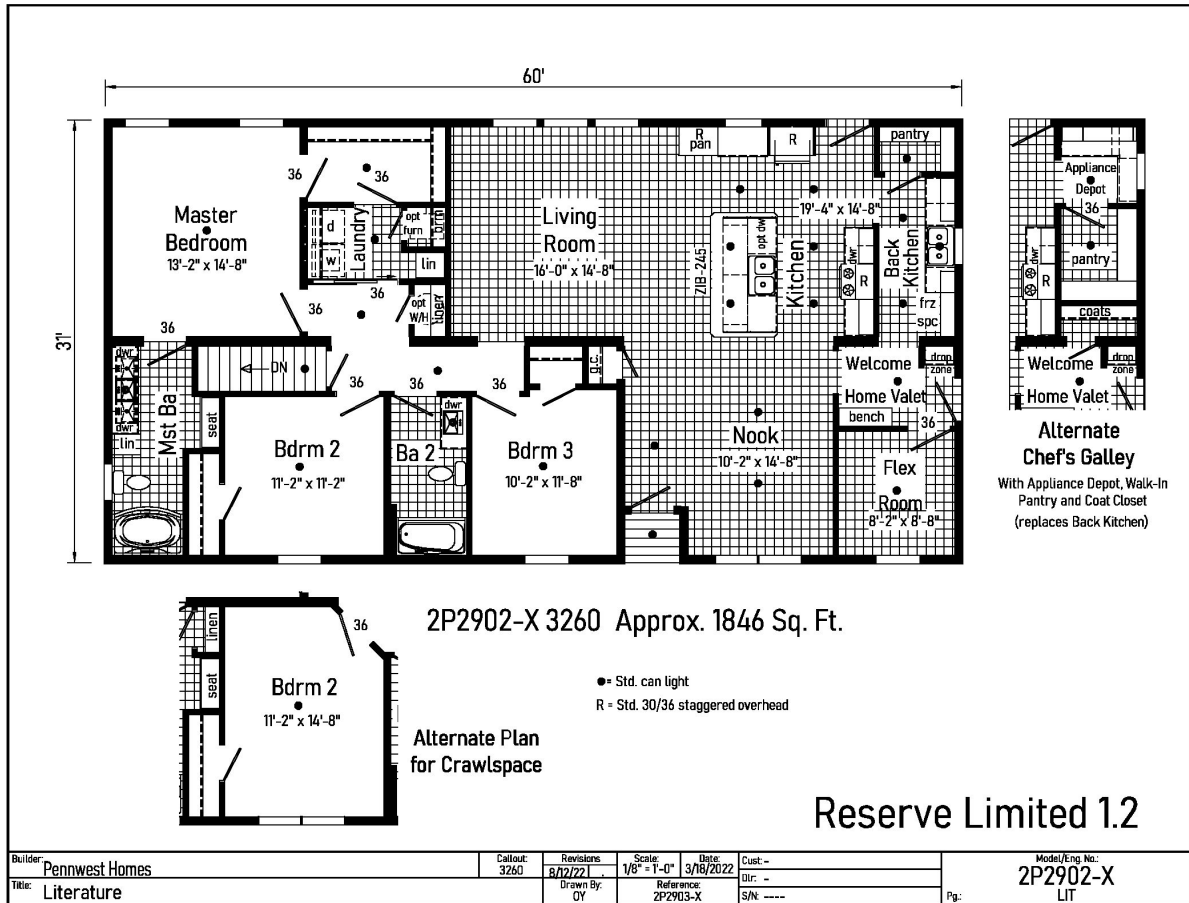 60'
31'
Master
Bedroom
13'-2" x 14'-8"
36
36
36
d
w
Laundry
opt
furn
brm
lin
36
opt
W/H
linen
Living
Room
16'-0" x 14'-8"
R
pan
R
pantry
19'-4" x 14'-8"
ZIB-245
opt dw
Kitchen
dwr
R
Back
Kitchen
frz
spc
36
dwr
dwr
lin
Mst Ba
DN
seat
36
36
36
36
dwr
g.c.
Bdrm 2
11'-2" x 11'-2"
Ba 2
Bdrm 3
10'-2" x 11'-8"
Nook
10'-2" x 14'-8"
Welcome
Home Valet
drop
zone
bench
36
Flex
Room
8'-2" x 8'-8"
Appliance
Depot
36
pantry
dwr
R
coats
Welcome
Home Valet
drop
zone
Alternate
Chef's Galley
With Appliance Depot, Walk-In
Pantry and Coat Closet
(replaces Back Kitchen)
linen
seat
36
Bdrm 2
11'-2" x 14'-8"
Alternate Plan
for Crawlspace
2P2902-X 3260 Approx. 1846 Sq. Ft.
●= Std. can light
R = Std. 30/36 staggered overhead
Reserve Limited 1.2
Builder: Pennwest Homes
Title: Literature
Callout: 3260
Revisions 8/12/22 .
Scale: 1/8" = 1'-0"
Date: 3/18/2022
Drawn By: OY
Reference: 2P2903-X
Cust: -
Dlr: -
S/N: ----
Model/Eng. No.: 2P2902-X
Pg.: LIT